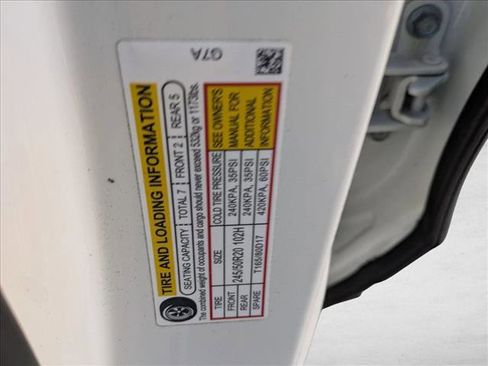 TIRE AND LOADING INFORMATION
SEATING CAPACITY | TOTAL 7 | FRONT 2 | REAR 5
The combined weight of occupants and cargo should never exceed 532kg or 1173lbs.
TIRE SIZE COLD TIRE PRESSURE SEE OWNER'S
FRONT 245/50R20 102H 240KPA, 35PSI MANUAL FOR
REAR 240KPA, 35PSI ADDITIONAL
SPARE T165/80D17 420KPA, 60PSI INFORMATION
G7A